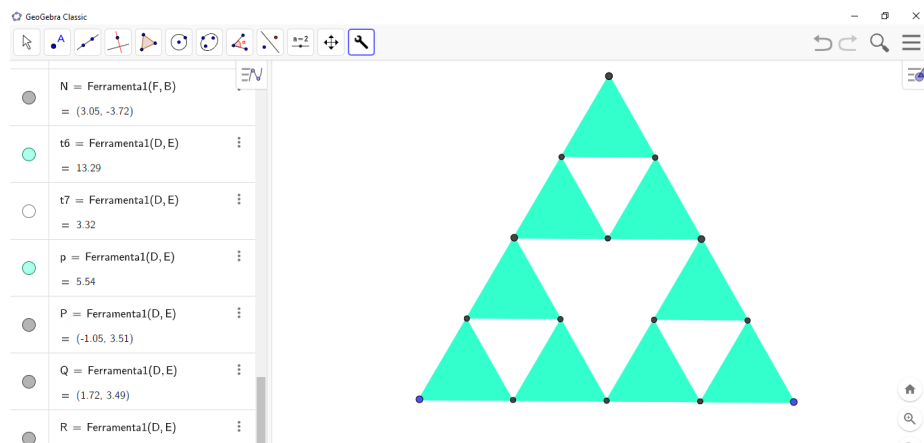 GeoGebra Classic
A
a=2
N = Ferramenta1(F, B)
= (3.05, -3.72)
t6 = Ferramenta1(D, E)
= 13.29
t7 = Ferramenta1(D, E)
= 3.32
p = Ferramenta1(D, E)
= 5.54
P = Ferramenta1(D, E)
= (-1.05, 3.51)
Q = Ferramenta1(D, E)
= (1.72, 3.49)
R = Ferramenta1(D, E)